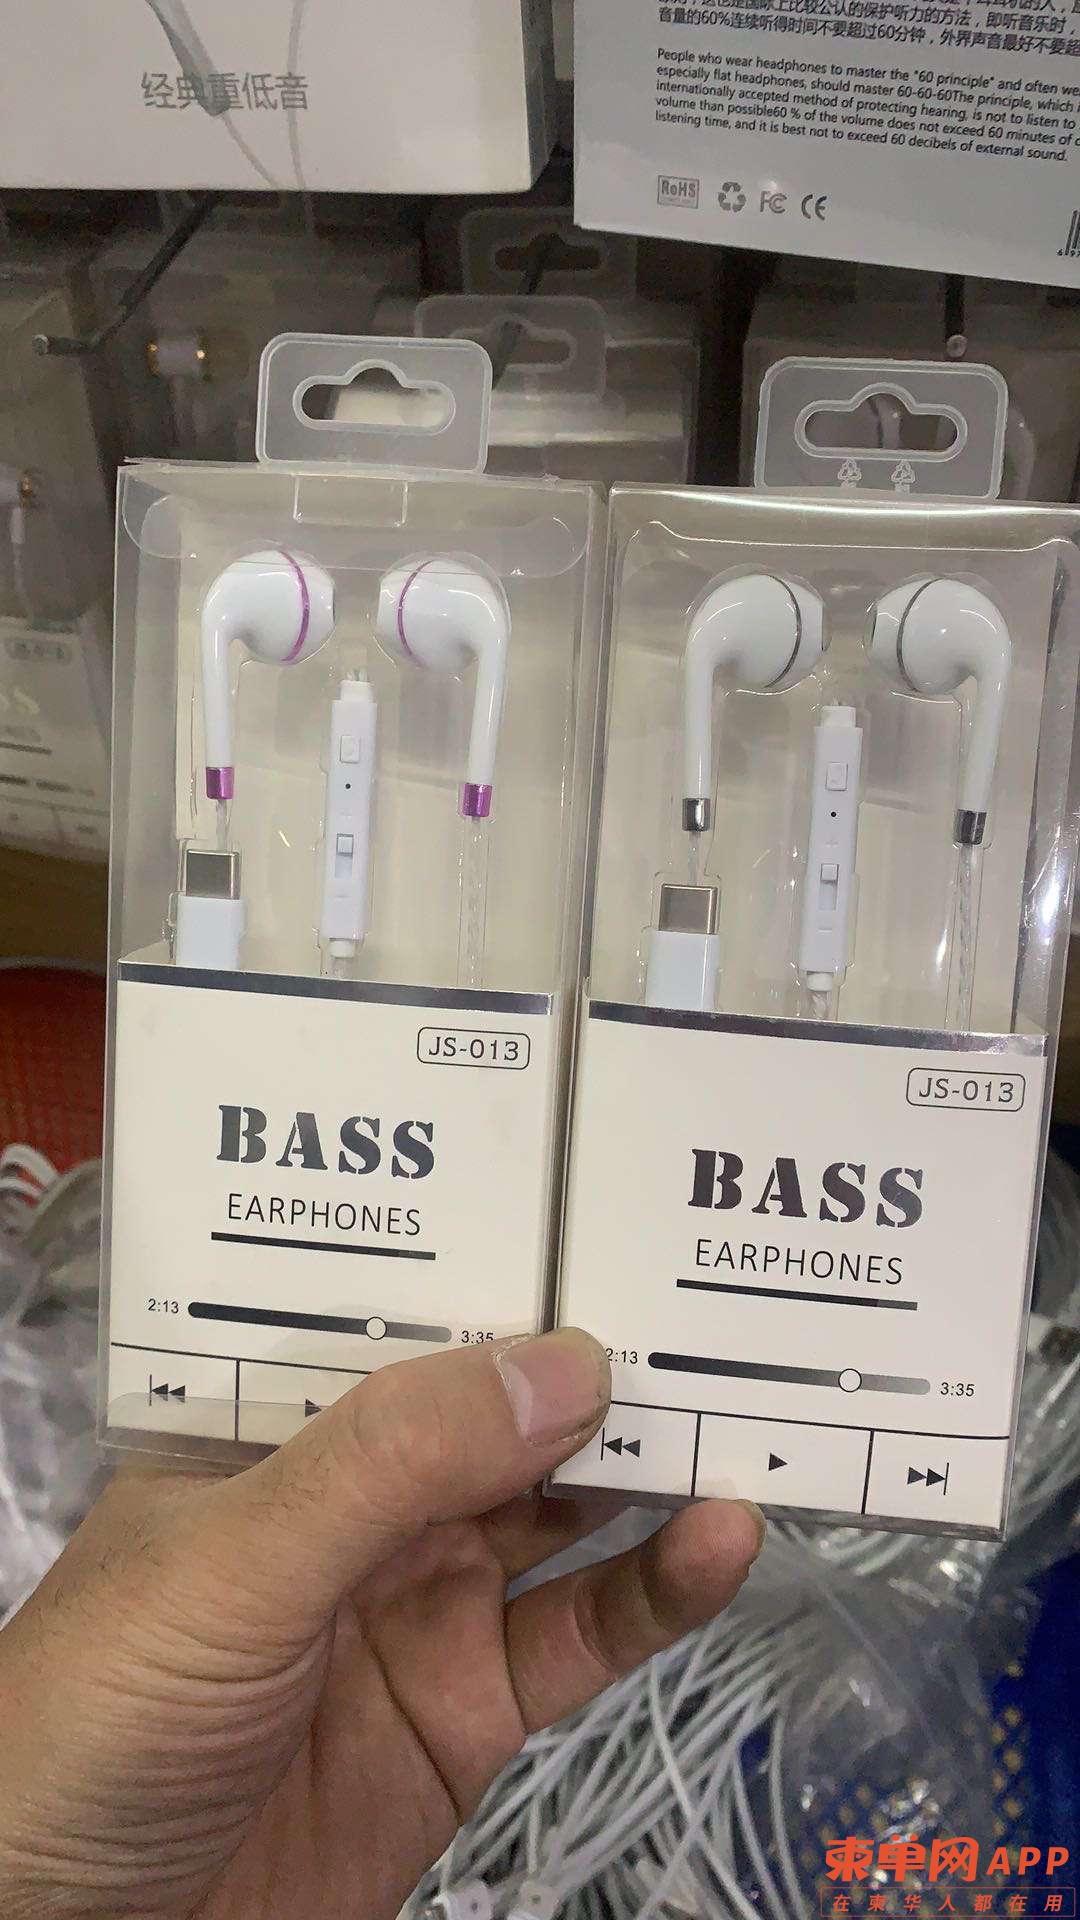 经典重低音
音量的60%连续听得时间不要超过60分钟，外界声音最好不要超
People who wear headphones to master the "60 principle" and often we
especially flat headphones, should master 60-60-60The principle, which i
internationally accepted method of protecting hearing, is not to listen to
volume than possible60 % of the volume does not exceed 60 minutes of c
listening time, and it is best not to exceed 60 decibels of external sound.
RoHS
FC CE
JS-013
BASS
EARPHONES
2:13
3:35
JS-013
BASS
EARPHONES
2:13
3:35
柬单网APP
在柬华人都在用